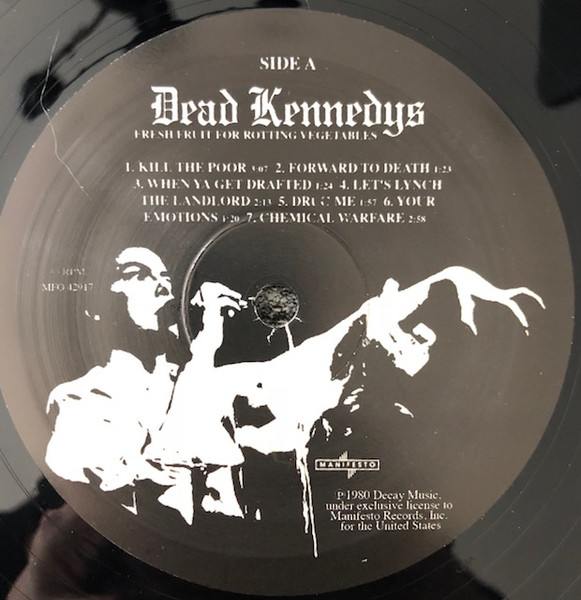 SIDE A
Dead Kennedys
FRESH FRUIT FOR ROTTING VEGETABLES
1. KILL THE POOR 3:07 2. FORWARD TO DEATH 1:23
3. WHEN YA GET DRAFTED 1:24 4. LET'S LYNCH
THE LANDLORD 2:13 5. DRUG ME 1:57 6. YOUR
EMOTIONS 1:20 7. CHEMICAL WARFARE 2:58
RPM
MFO 42917
MANIFESTO
℗1980 Decay Music,
under exclusive license to
Manifesto Records, Inc.
for the United States